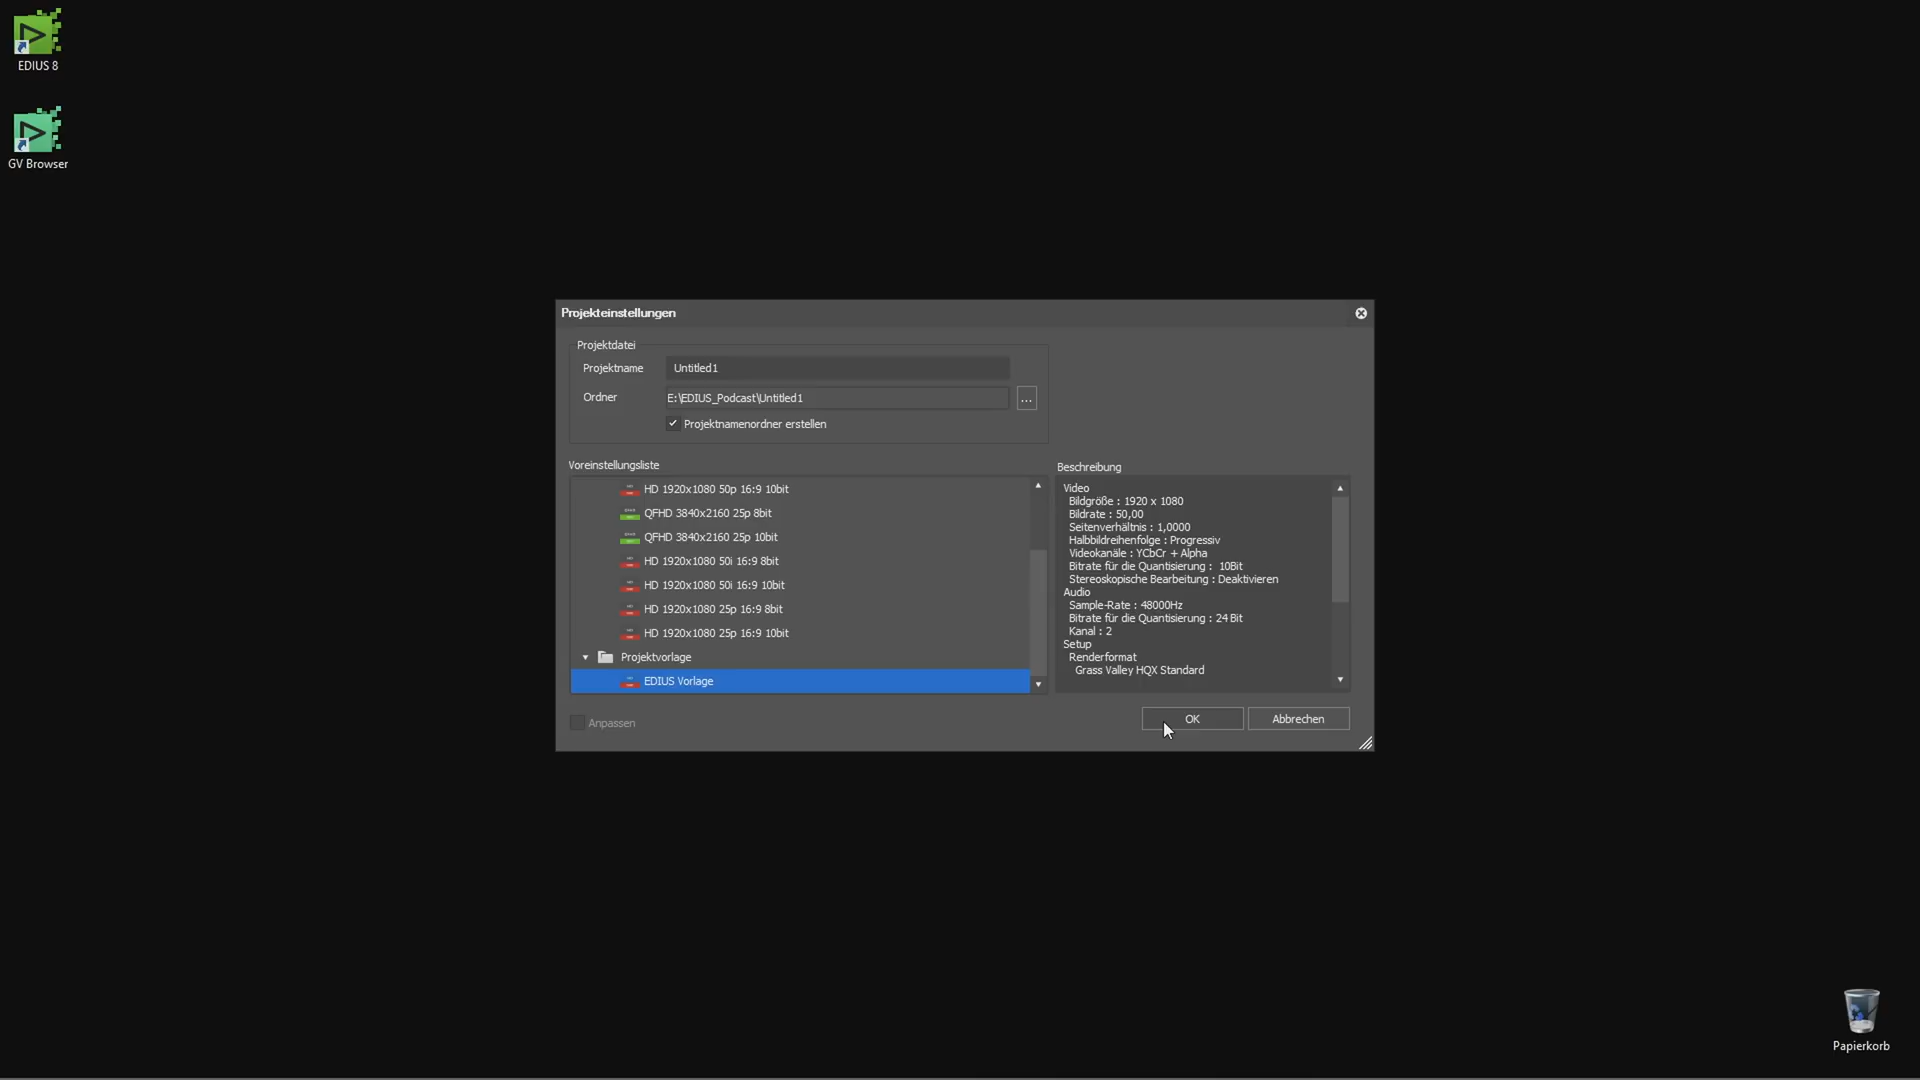 EDIUS 8
GV Browser
Projekteinstellungen
Projektdatei
Projektname
Untitled1
Ordner
E:\EDIUS_Podcast\Untitled1
...
Projektnamenordner erstellen
Voreinstellungsliste
HD 1920x1080 50p 16:9 10bit
QFHD 3840x2160 25p 8bit
QFHD 3840x2160 25p 10bit
HD 1920x1080 50i 16:9 8bit
HD 1920x1080 50i 16:9 10bit
HD 1920x1080 25p 16:9 8bit
HD 1920x1080 25p 16:9 10bit
Projektvorlage
EDIUS Vorlage
Beschreibung
Video
Bildgröße : 1920 x 1080
Bildrate : 50,00
Seitenverhältnis : 1,0000
Halbbildreihenfolge : Progressiv
Videokanäle : YCbCr + Alpha
Bitrate für die Quantisierung : 10Bit
Stereoskopische Bearbeitung : Deaktivieren
Audio
Sample-Rate : 48000Hz
Bitrate für die Quantisierung : 24 Bit
Kanal : 2
Setup
Renderformat
Grass Valley HQX Standard
Anpassen
OK
Abbrechen
Papierkorb